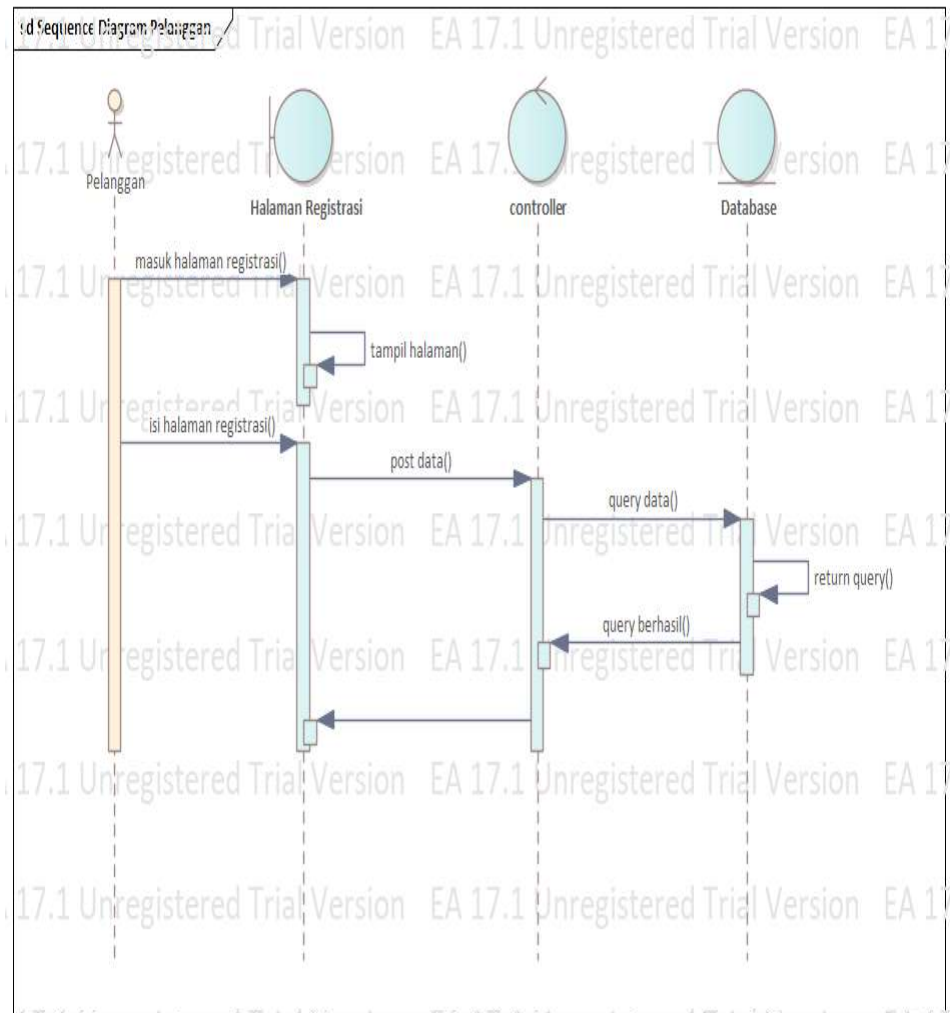 sd Sequence Diagram Pelanggan
EA 17.1 Unregistered Trial Version
Pelanggan
Halaman Registrasi
controller
Database
masuk halaman registrasi()
tampil halaman()
isi halaman registrasi()
post data()
query data()
return query()
query berhasil()